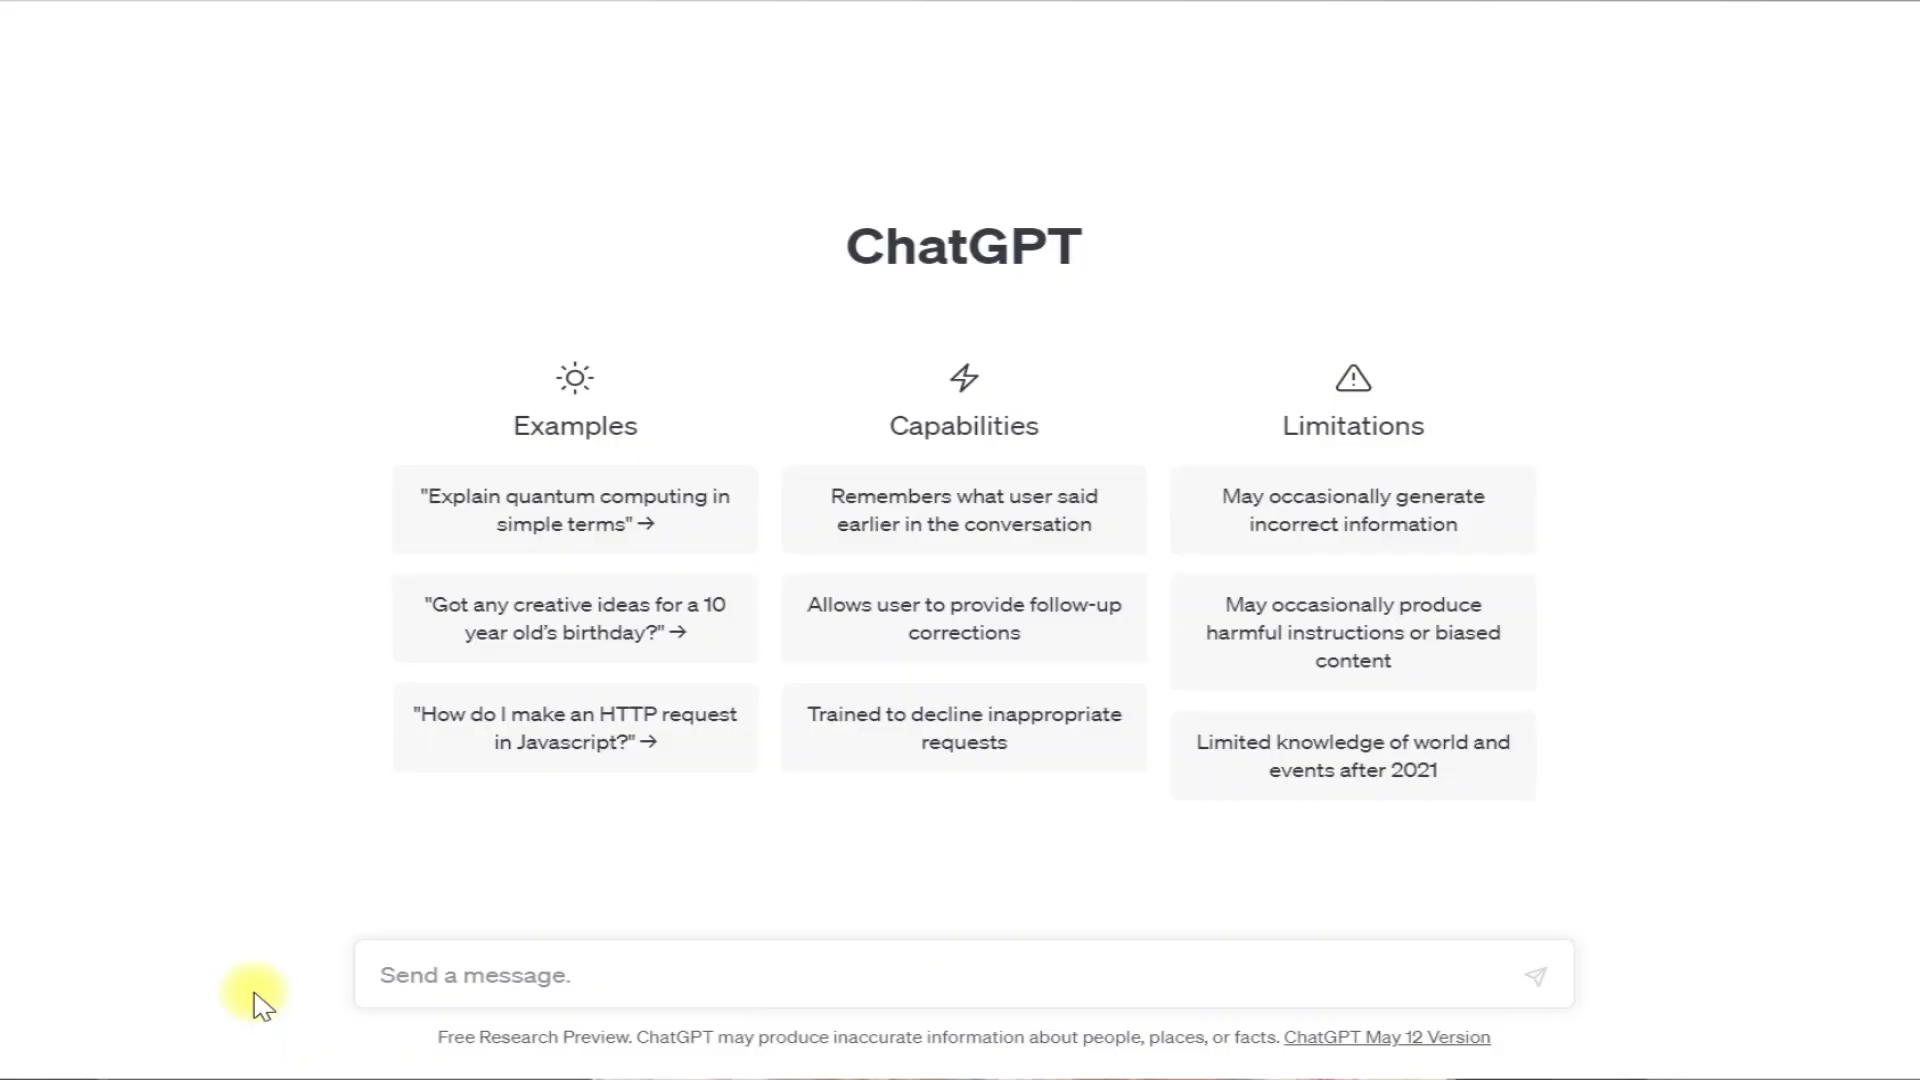 ChatGPT
Examples
"Explain quantum computing in
simple terms" →
"Got any creative ideas for a 10
year old's birthday?" →
"How do I make an HTTP request
in Javascript?" →
Capabilities
Remembers what user said
earlier in the conversation
Allows user to provide follow-up
corrections
Trained to decline inappropriate
requests
Limitations
May occasionally generate
incorrect information
May occasionally produce
harmful instructions or biased
content
Limited knowledge of world and
events after 2021
Send a message.
Free Research Preview. ChatGPT may produce inaccurate information about people, places, or facts. ChatGPT May 12 Version